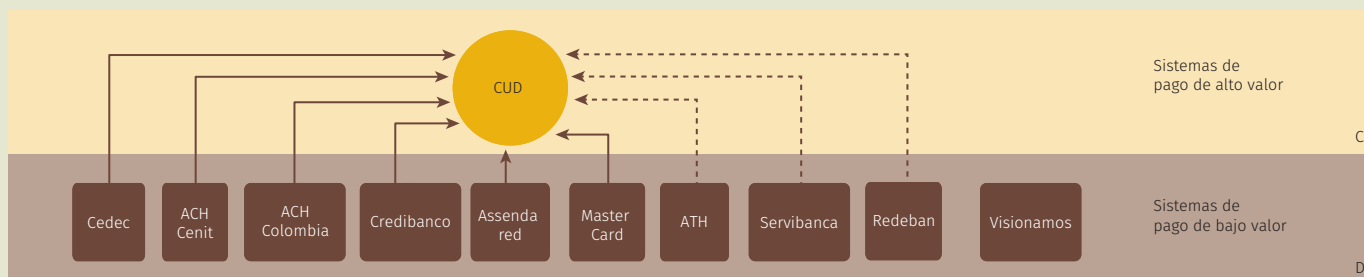 CUD
Sistemas de
pago de alto valor
C
Cedec
ACH
Cenit
ACH
Colombia
Credibanco
Assenda
red
Master
Card
ATH
Servibanca
Redeban
Visionamos
Sistemas de
pago de bajo valor
D